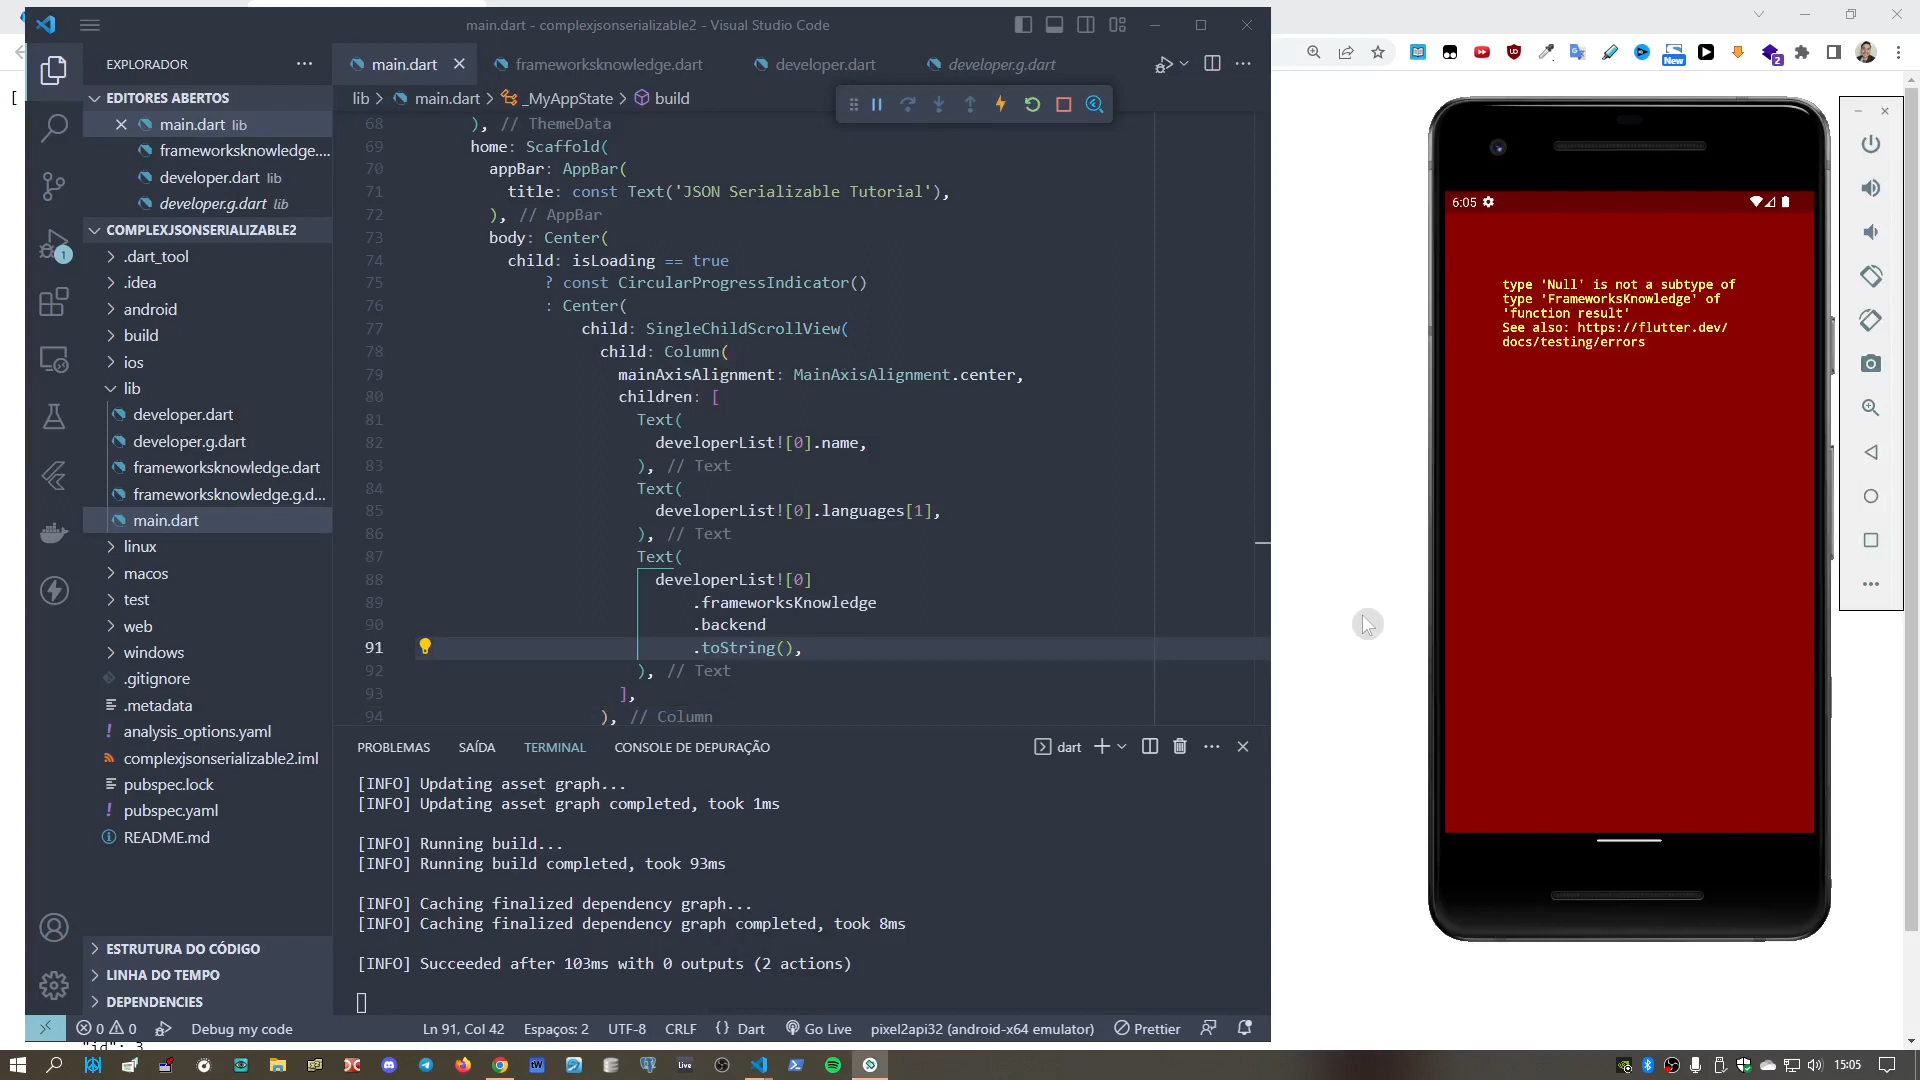 main.dart - complexjsonserializable2 - Visual Studio Code
EXPLORADOR
EDITORES ABERTOS
main.dart lib
frameworksknowledge....
developer.dart lib
developer.g.dart lib
COMPLEXJSONSERIALIZABLE2
.dart_tool
.idea
android
build
ios
lib
developer.dart
developer.g.dart
frameworksknowledge.dart
frameworksknowledge.g.d...
main.dart
linux
macos
test
web
windows
.gitignore
.metadata
analysis_options.yaml
complexjsonserializable2.iml
pubspec.lock
pubspec.yaml
README.md
ESTRUTURA DO CÓDIGO
LINHA DO TEMPO
DEPENDENCIES
1
[
main.dart
frameworksknowledge.dart
developer.dart
developer.g.dart
lib > main.dart > _MyAppState > build
68 ), // ThemeData
69 home: Scaffold(
70 appBar: AppBar(
71 title: const Text('JSON Serializable Tutorial'),
72 ), // AppBar
73 body: Center(
74 child: isLoading == true
75 ? const CircularProgressIndicator()
76 : Center(
77 child: SingleChildScrollView(
78 child: Column(
79 mainAxisAlignment: MainAxisAlignment.center,
80 children: [
81 Text(
82 developerList![0].name,
83 ), // Text
84 Text(
85 developerList![0].languages[1],
86 ), // Text
87 Text(
88 developerList![0]
89 .frameworksKnowledge
90 .backend
91 .toString(),
92 ), // Text
93 ],
94 ), // Column
PROBLEMAS SAÍDA TERMINAL CONSOLE DE DEPURAÇÃO
dart
[INFO] Updating asset graph...
[INFO] Updating asset graph completed, took 1ms
[INFO] Running build...
[INFO] Running build completed, took 93ms
[INFO] Caching finalized dependency graph...
[INFO] Caching finalized dependency graph completed, took 8ms
[INFO] Succeeded after 103ms with 0 outputs (2 actions)
0 0 Debug my code
Ln 91, Col 42 Espaços: 2 UTF-8 CRLF {} Dart Go Live pixel2api32 (android-x64 emulator) Prettier
New
2
6:05
type 'Null' is not a subtype of
type 'FrameworksKnowledge' of
'function result'
See also: https://flutter.dev/
docs/testing/errors
"id": 3
Live
15:05